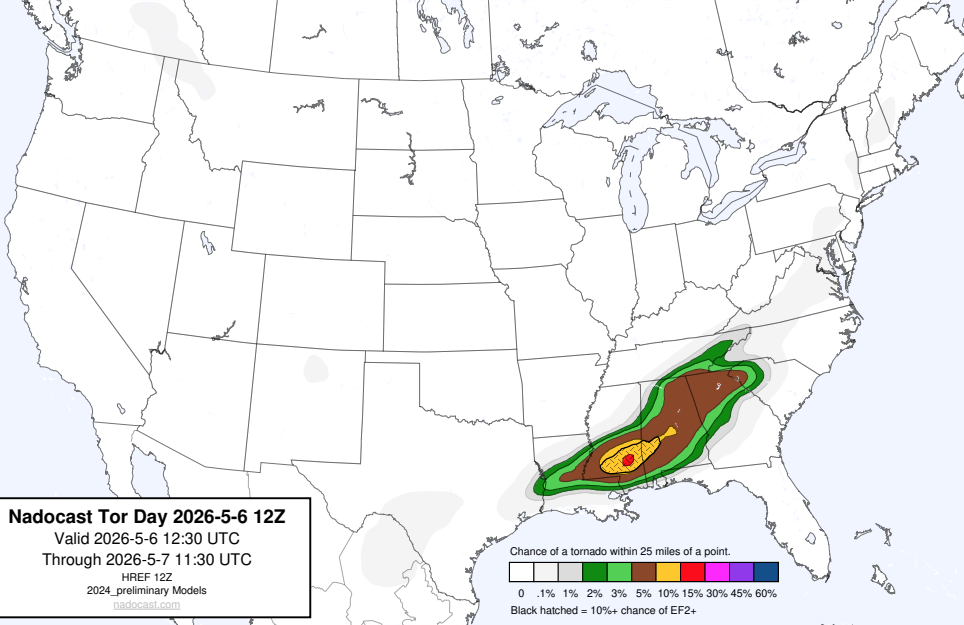 Nadocast Tor Day 2026-5-6 12Z
Valid 2026-5-6 12:30 UTC
Through 2026-5-7 11:30 UTC
HREF 12Z
2024_preliminary Models
nadocast.com
Chance of a tornado within 25 miles of a point.
0 .1% 1% 2% 3% 5% 10% 15% 30% 45% 60%
Black hatched = 10%+ chance of EF2+